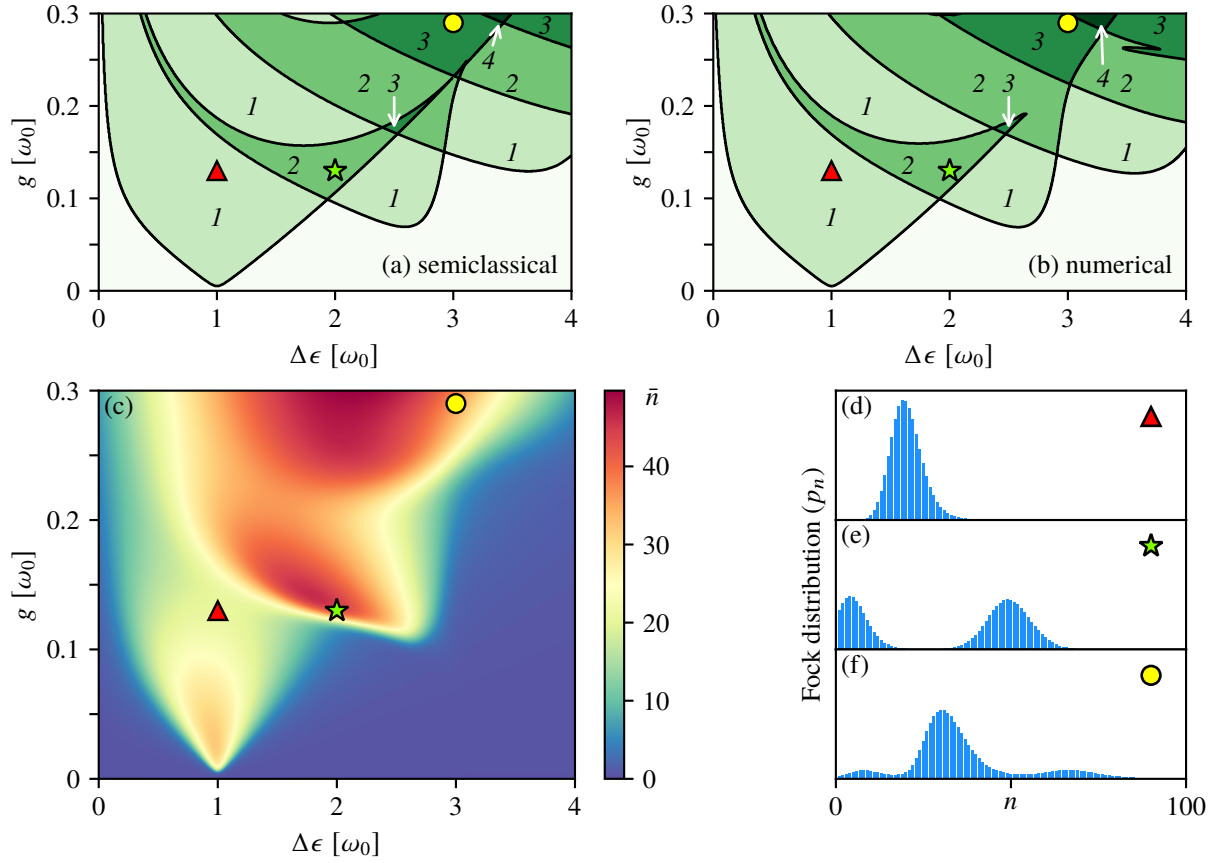 0.3
0.2
0.1
0
g [ω₀]
1
1
2
2
3
3
3
4
2
1
1
(a) semiclassical
0 1 2 3 4
Δϵ [ω₀]
0.3
0.2
0.1
0
g [ω₀]
1
1
2
2
3
3
3
4
2
1
1
(b) numerical
0 1 2 3 4
Δϵ [ω₀]
0.3
0.2
0.1
0
g [ω₀]
(c)
0 1 2 3 4
Δϵ [ω₀]
n̄
40
30
20
10
0
Fock distribution (pₙ)
(d)
(e)
(f)
0 n 100